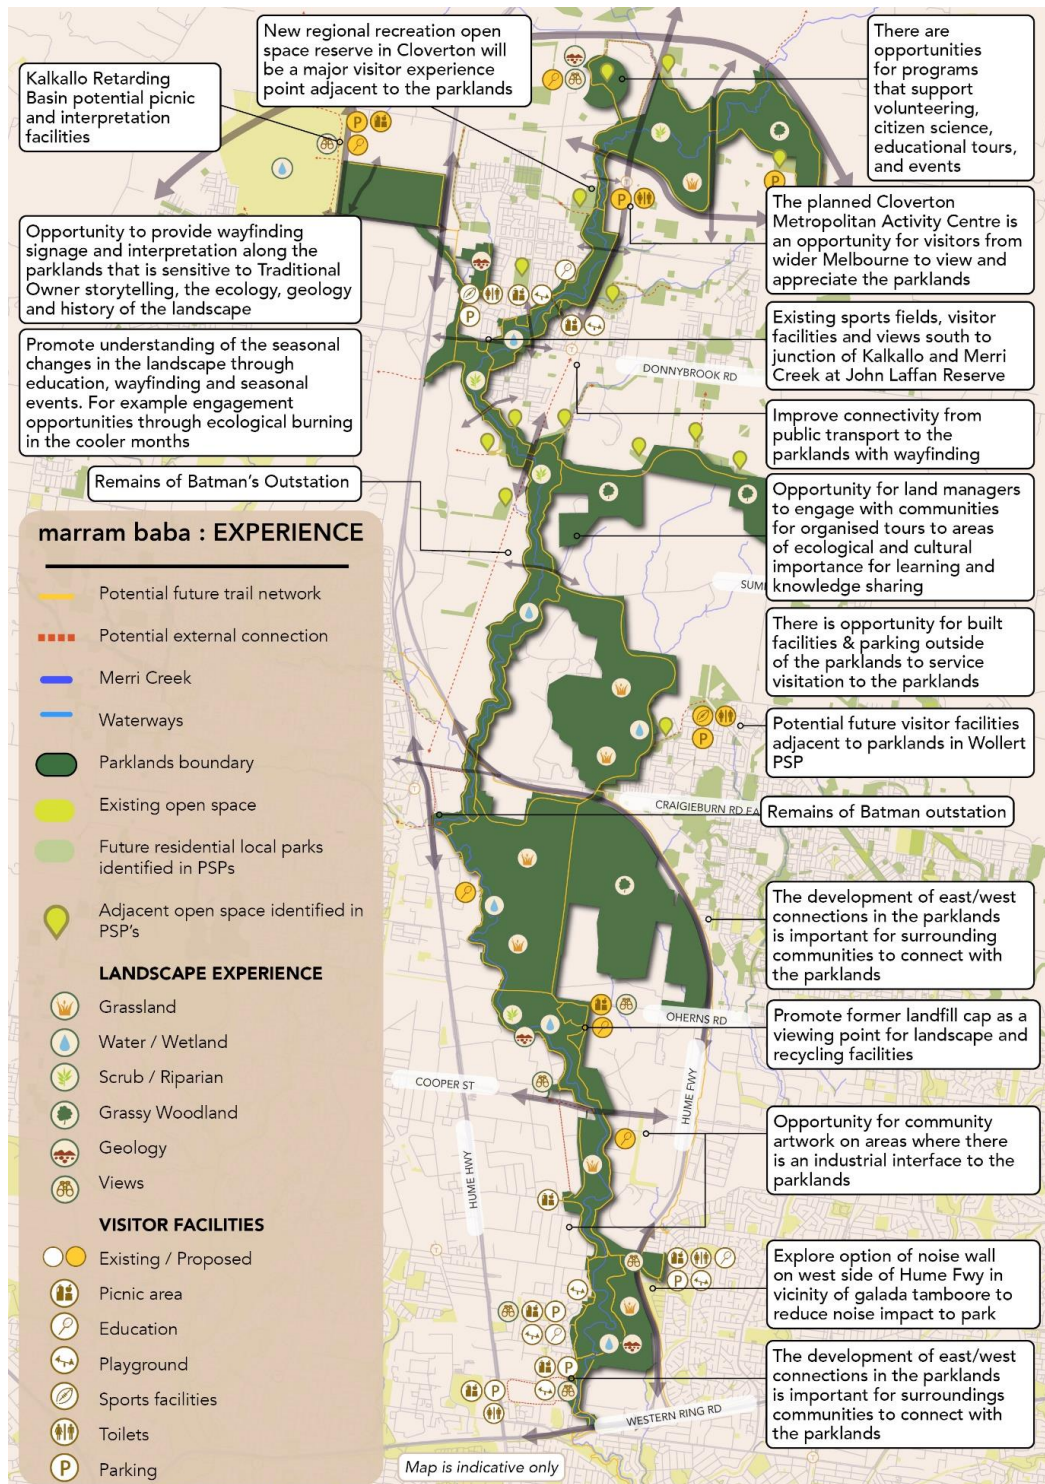 New regional recreation open
space reserve in Cloverton will
be a major visitor experience
point adjacent to the parklands
There are
opportunities
for programs
that support
volunteering,
citizen science,
educational tours,
and events
Kalkallo Retarding
Basin potential picnic
and interpretation
facilities
The planned Cloverton
Metropolitan Activity Centre is
an opportunity for visitors from
wider Melbourne to view and
appreciate the parklands
Opportunity to provide wayfinding
signage and interpretation along the
parklands that is sensitive to Traditional
Owner storytelling, the ecology, geology
and history of the landscape
Existing sports fields, visitor
facilities and views south to
junction of Kalkallo and Merri
Creek at John Laffan Reserve
Promote understanding of the seasonal
changes in the landscape through
education, wayfinding and seasonal
events. For example engagement
opportunities through ecological burning
in the cooler months
DONNYBROOK RD
Improve connectivity from
public transport to the
parklands with wayfinding
Remains of Batman's Outstation
Opportunity for land managers
to engage with communities
for organised tours to areas
of ecological and cultural
importance for learning and
knowledge sharing
SUM
There is opportunity for built
facilities & parking outside
of the parklands to service
visitation to the parklands
Potential future visitor facilities
adjacent to parklands in Wollert
PSP
CRAIGIEBURN RD EA
Remains of Batman outstation
The development of east/west
connections in the parklands
is important for surrounding
communities to connect with
the parklands
OHERNS RD
Promote former landfill cap as a
viewing point for landscape and
recycling facilities
COOPER ST
HUME FWY
HUME HWY
Opportunity for community
artwork on areas where there
is an industrial interface to the
parklands
Explore option of noise wall
on west side of Hume Fwy in
vicinity of galada tamboore to
reduce noise impact to park
The development of east/west
connections in the parklands
is important for surroundings
communities to connect with
the parklands
WESTERN RING RD
Map is indicative only
marram baba : EXPERIENCE
Potential future trail network
Potential external connection
Merri Creek
Waterways
Parklands boundary
Existing open space
Future residential local parks
identified in PSPs
Adjacent open space identified in
PSP's
LANDSCAPE EXPERIENCE
Grassland
Water / Wetland
Scrub / Riparian
Grassy Woodland
Geology
Views
VISITOR FACILITIES
Existing / Proposed
Picnic area
Education
Playground
Sports facilities
Toilets
P Parking
P
P
P
P
P
P
P
P
P
P